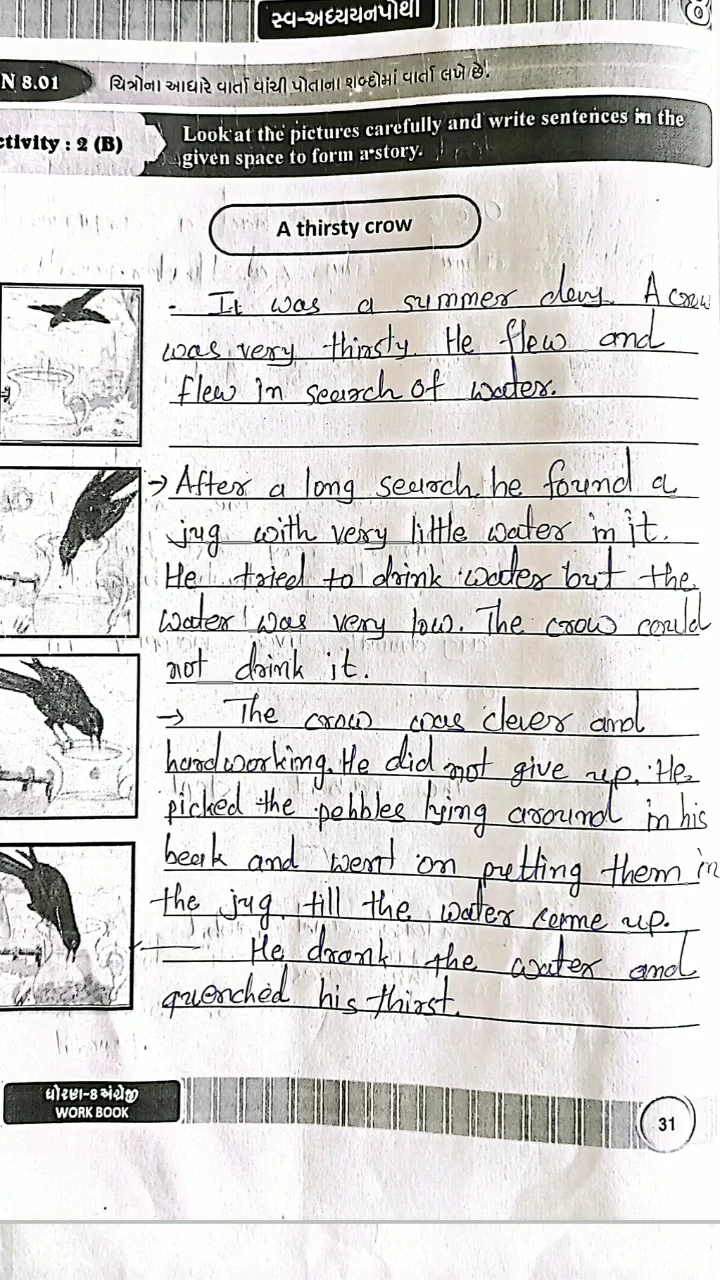 સ્વ-અધ્યયનપોથી
N 8.01 ચિત્રોના આધારે વાર્તા વાંચી પોતાના શબ્દોમાં વાર્તા લખે છે.
ctivity : 2 (B)
Look at the pictures carefully and write sentences in the
given space to form a story.
A thirsty crow
- It was a summer day. A crow
was very thirsty. He flew and
flew in search of water.
→ After a long search he found a
jug with very little water in it.
He tried to drink water but the
water was very low. The crow could
not drink it.
→ The crow was clever and
hardworking. He did not give up. He
picked the pebbles lying around in his
beak and went on putting them in
the jug till the water come up.
He drank the water and
quenched his thirst.
ધોરણ-8 અંગ્રેજી
WORK BOOK
31